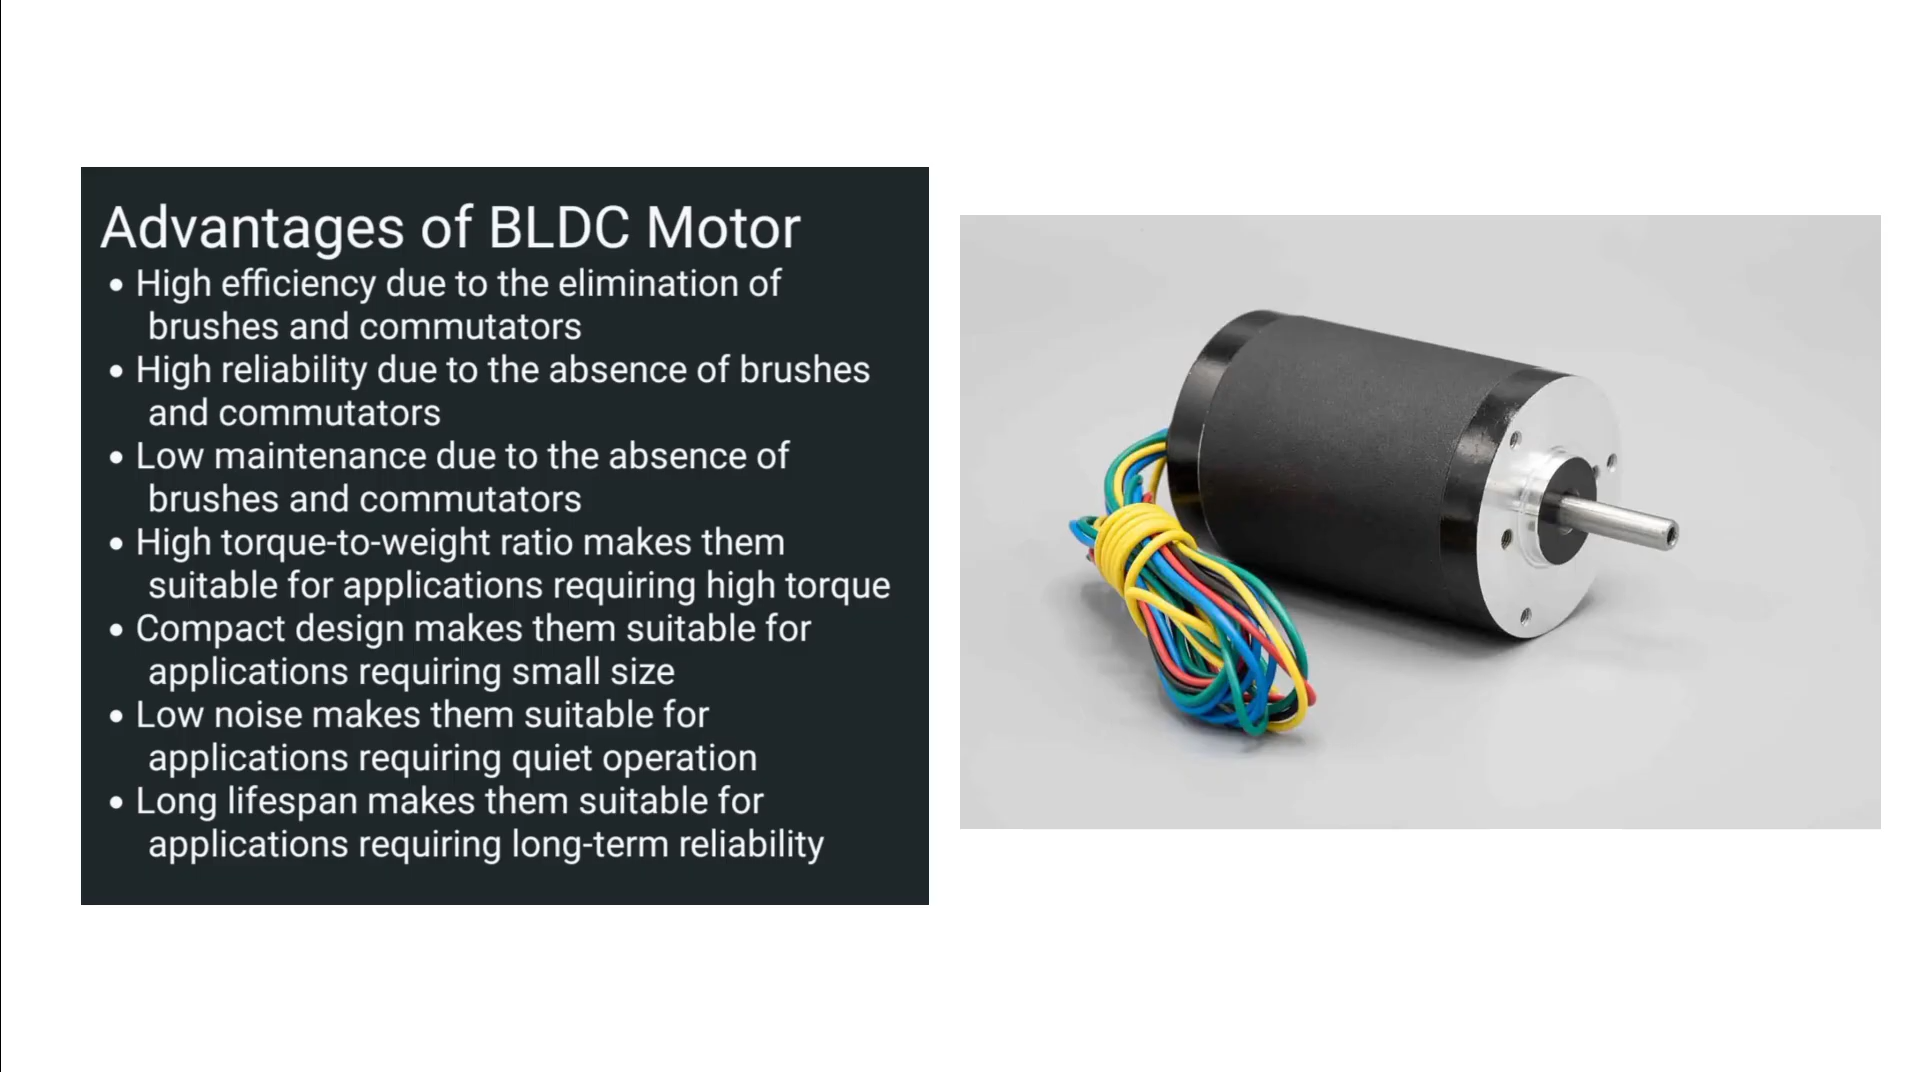 Advantages of BLDC Motor
• High efficiency due to the elimination of
brushes and commutators
• High reliability due to the absence of brushes
and commutators
• Low maintenance due to the absence of
brushes and commutators
• High torque-to-weight ratio makes them
suitable for applications requiring high torque
• Compact design makes them suitable for
applications requiring small size
• Low noise makes them suitable for
applications requiring quiet operation
• Long lifespan makes them suitable for
applications requiring long-term reliability